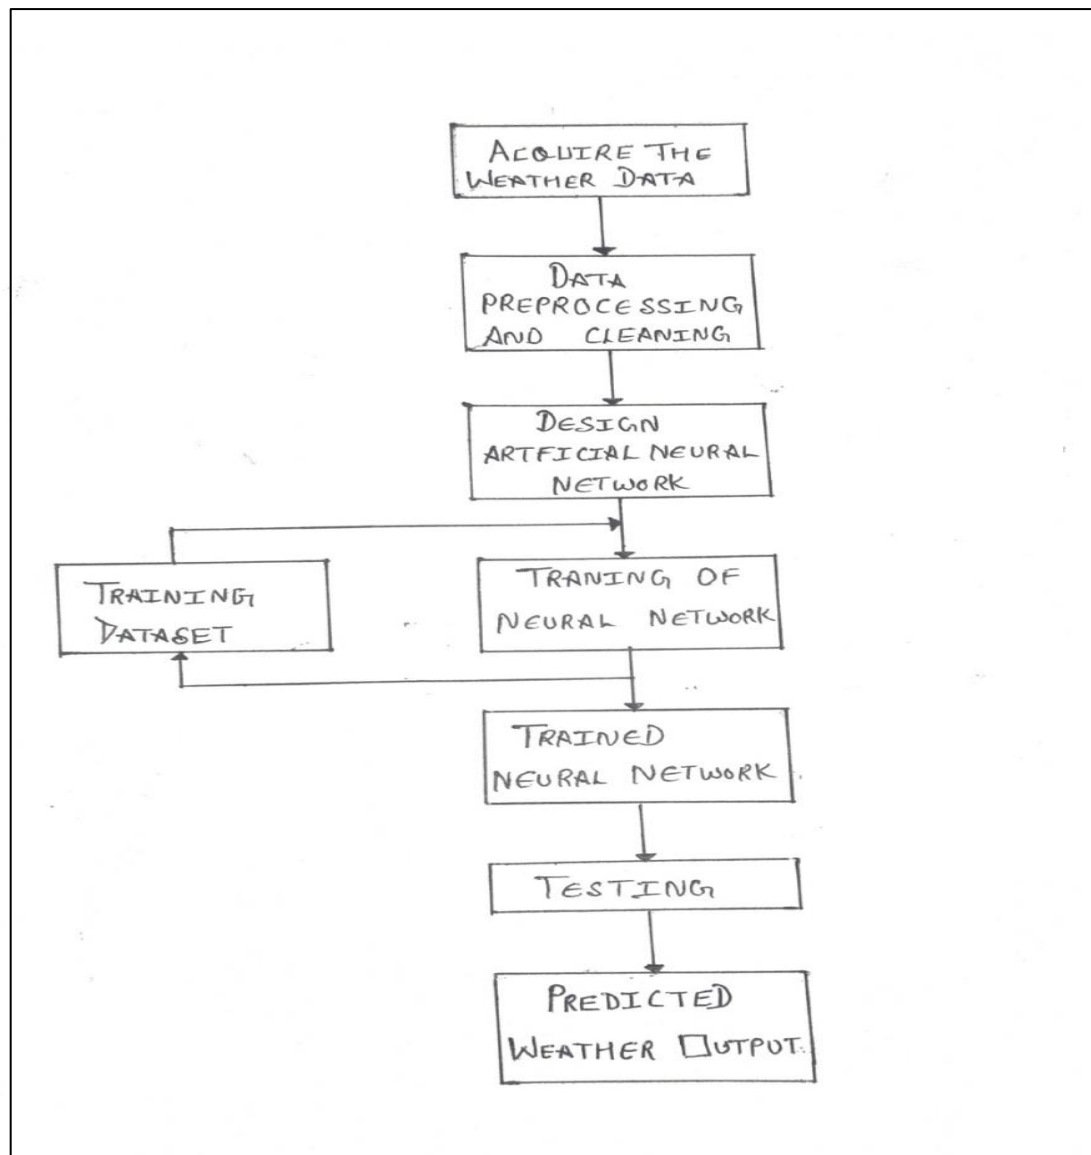 ACQUIRE THE
WEATHER DATA
DATA
PREPROCESSING
AND CLEANING
DESIGN
ARTFICIAL NEURAL
NETWORK
TRAINING
DATASET
TRANING OF
NEURAL NETWORK
TRAINED
NEURAL NETWORK
TESTING
PREDICTED
WEATHER OUTPUT.